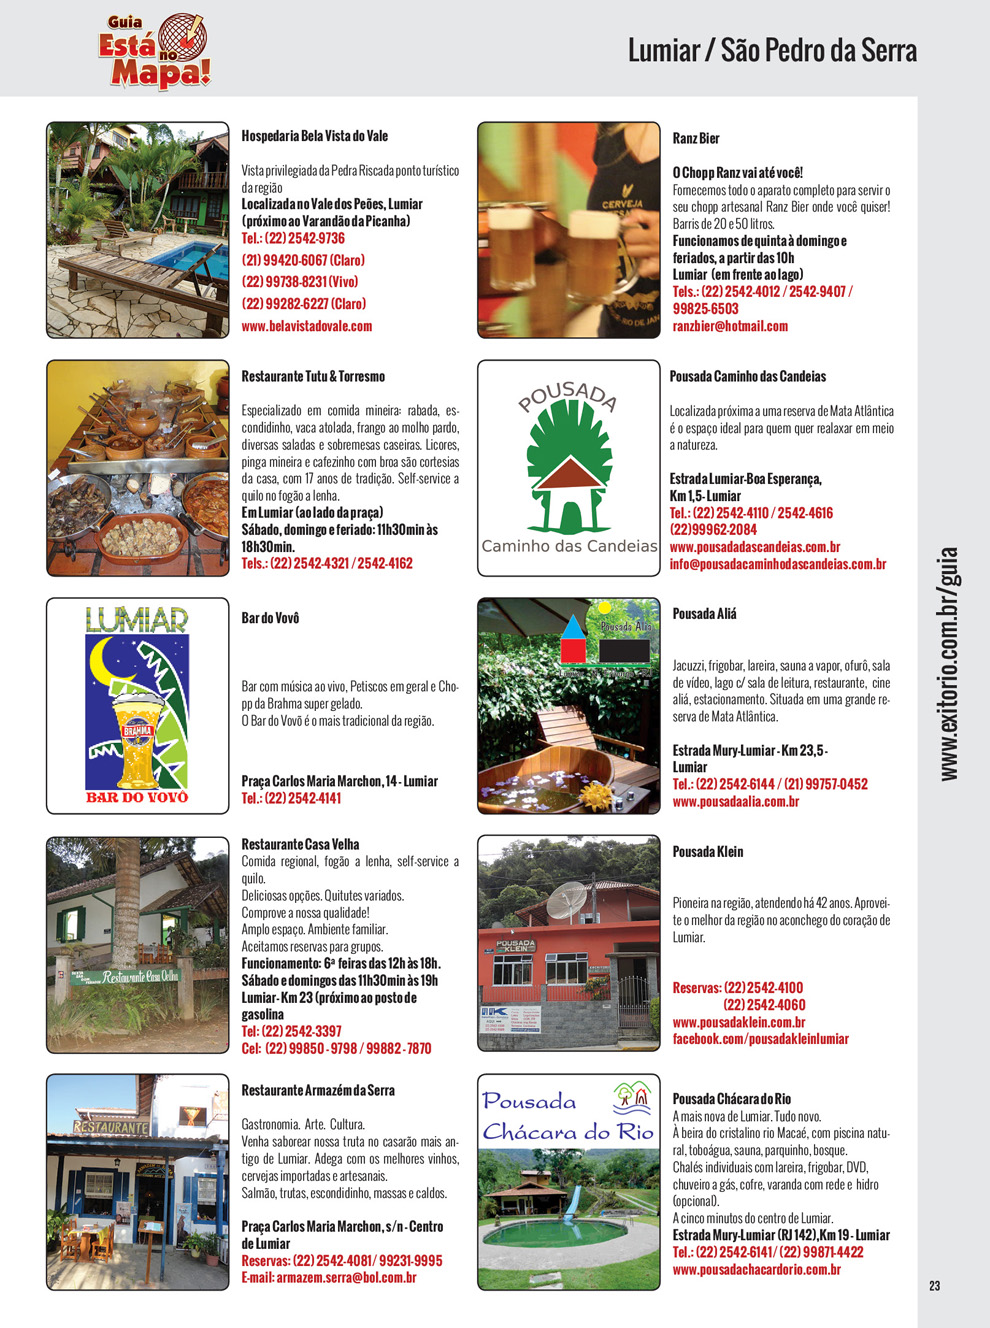 Guia
Está
no
Mapa!
Lumiar / São Pedro da Serra
Hospedaria Bela Vista do Vale
Vista privilegiada da Pedra Riscada ponto turístico
da região
Localizada no Vale dos Peões, Lumiar
(próximo ao Varandão da Picanha)
Tel.: (22) 2542-9736
(21) 99420-6067 (Claro)
(22) 99738-8231 (Vivo)
(22) 99282-6227 (Claro)
www.belavistadovale.com
Restaurante Tutu & Torresmo
Especializado em comida mineira: rabada, es-
condidinho, vaca atolada, frango ao molho pardo,
diversas saladas e sobremesas caseiras. Licores,
pinga mineira e cafezinho com broa são cortesias
da casa, com 17 anos de tradição. Self-service a
quilo no fogão a lenha.
Em Lumiar (ao lado da praça)
Sábado, domingo e feriado: 11h30min às
18h30min.
Tels.: (22) 2542-4321 / 2542-4162
LUMIAR
BRAHMA
BAR DO VOVÔ
Bar do Vovô
Bar com música ao vivo, Petiscos em geral e Cho-
pp da Brahma super gelado.
O Bar do Vovô é o mais tradicional da região.
Praça Carlos Maria Marchon, 14 - Lumiar
Tel.: (22) 2542-4141
Restaurante Casa Velha
Restaurante Casa Velha
Comida regional, fogão a lenha, self-service a
quilo.
Deliciosas opções. Quitutes variados.
Comprove a nossa qualidade!
Amplo espaço. Ambiente familiar.
Aceitamos reservas para grupos.
Funcionamento: 6ª feiras das 12h às 18h.
Sábado e domingos das 11h30min às 19h
Lumiar- Km 23 (próximo ao posto de
gasolina
Tel: (22) 2542-3397
Cel: (22) 99850 - 9798 / 99882 - 7870
RESTAURANTE
Restaurante Armazém da Serra
Gastronomia. Arte. Cultura.
Venha saborear nossa truta no casarão mais an-
tigo de Lumiar. Adega com os melhores vinhos,
cervejas importadas e artesanais.
Salmão, trutas, escondidinho, massas e caldos.
Praça Carlos Maria Marchon, s/n - Centro
de Lumiar
Reservas: (22) 2542-4081/ 99231-9995
E-mail: armazem.serra@bol.com.br
CERVEJA
Ranz Bier
O Chopp Ranz vai até você!
Fornecemos todo o aparato completo para servir o
seu chopp artesanal Ranz Bier onde você quiser!
Barris de 20 e 50 litros.
Funcionamos de quinta à domingo e
feriados, a partir das 10h
Lumiar (em frente ao lago)
Tels.: (22) 2542-4012 / 2542-9407 /
99825-6503
ranzbier@hotmail.com
POUSADA
Caminho das Candeias
Pousada Caminho das Candeias
Localizada próxima a uma reserva de Mata Atlântica
é o espaço ideal para quem quer realaxar em meio
a natureza.
Estrada Lumiar-Boa Esperança,
Km 1,5- Lumiar
Tel.: (22) 2542-4110 / 2542-4616
(22)99962-2084
www.pousadadascandeias.com.br
info@pousadacaminhodascandeias.com.br
Pousada Aliá
Pousada Aliá
Jacuzzi, frigobar, lareira, sauna a vapor, ofurô, sala
de vídeo, lago c/ sala de leitura, restaurante, cine
aliá, estacionamento. Situada em uma grande re-
serva de Mata Atlântica.
Estrada Mury-Lumiar - Km 23,5 -
Lumiar
Tel.: (22) 2542-6144 / (21) 99757-0452
www.pousadaalia.com.br
POUSADA
KLEIN
Pousada Klein
Pioneira na região, atendendo há 42 anos. Aprovei-
te o melhor da região no aconchego do coração de
Lumiar.
Reservas: (22) 2542-4100
(22) 2542-4060
www.pousadaklein.com.br
facebook.com/pousadakleinlumiar
Pousada
Chácara do Rio
Pousada Chácara do Rio
A mais nova de Lumiar. Tudo novo.
À beira do cristalino rio Macaé, com piscina natu-
ral, toboágua, sauna, parquinho, bosque.
Chalés individuais com lareira, frigobar, DVD,
chuveiro a gás, cofre, varanda com rede e hidro
(opcional).
A cinco minutos do centro de Lumiar.
Estrada Mury-Lumiar (RJ 142),Km 19 - Lumiar
Tel.: (22) 2542-6141/ (22) 99871-4422
www.pousadachacardorio.com.br
www.exitorio.com.br/guia
23